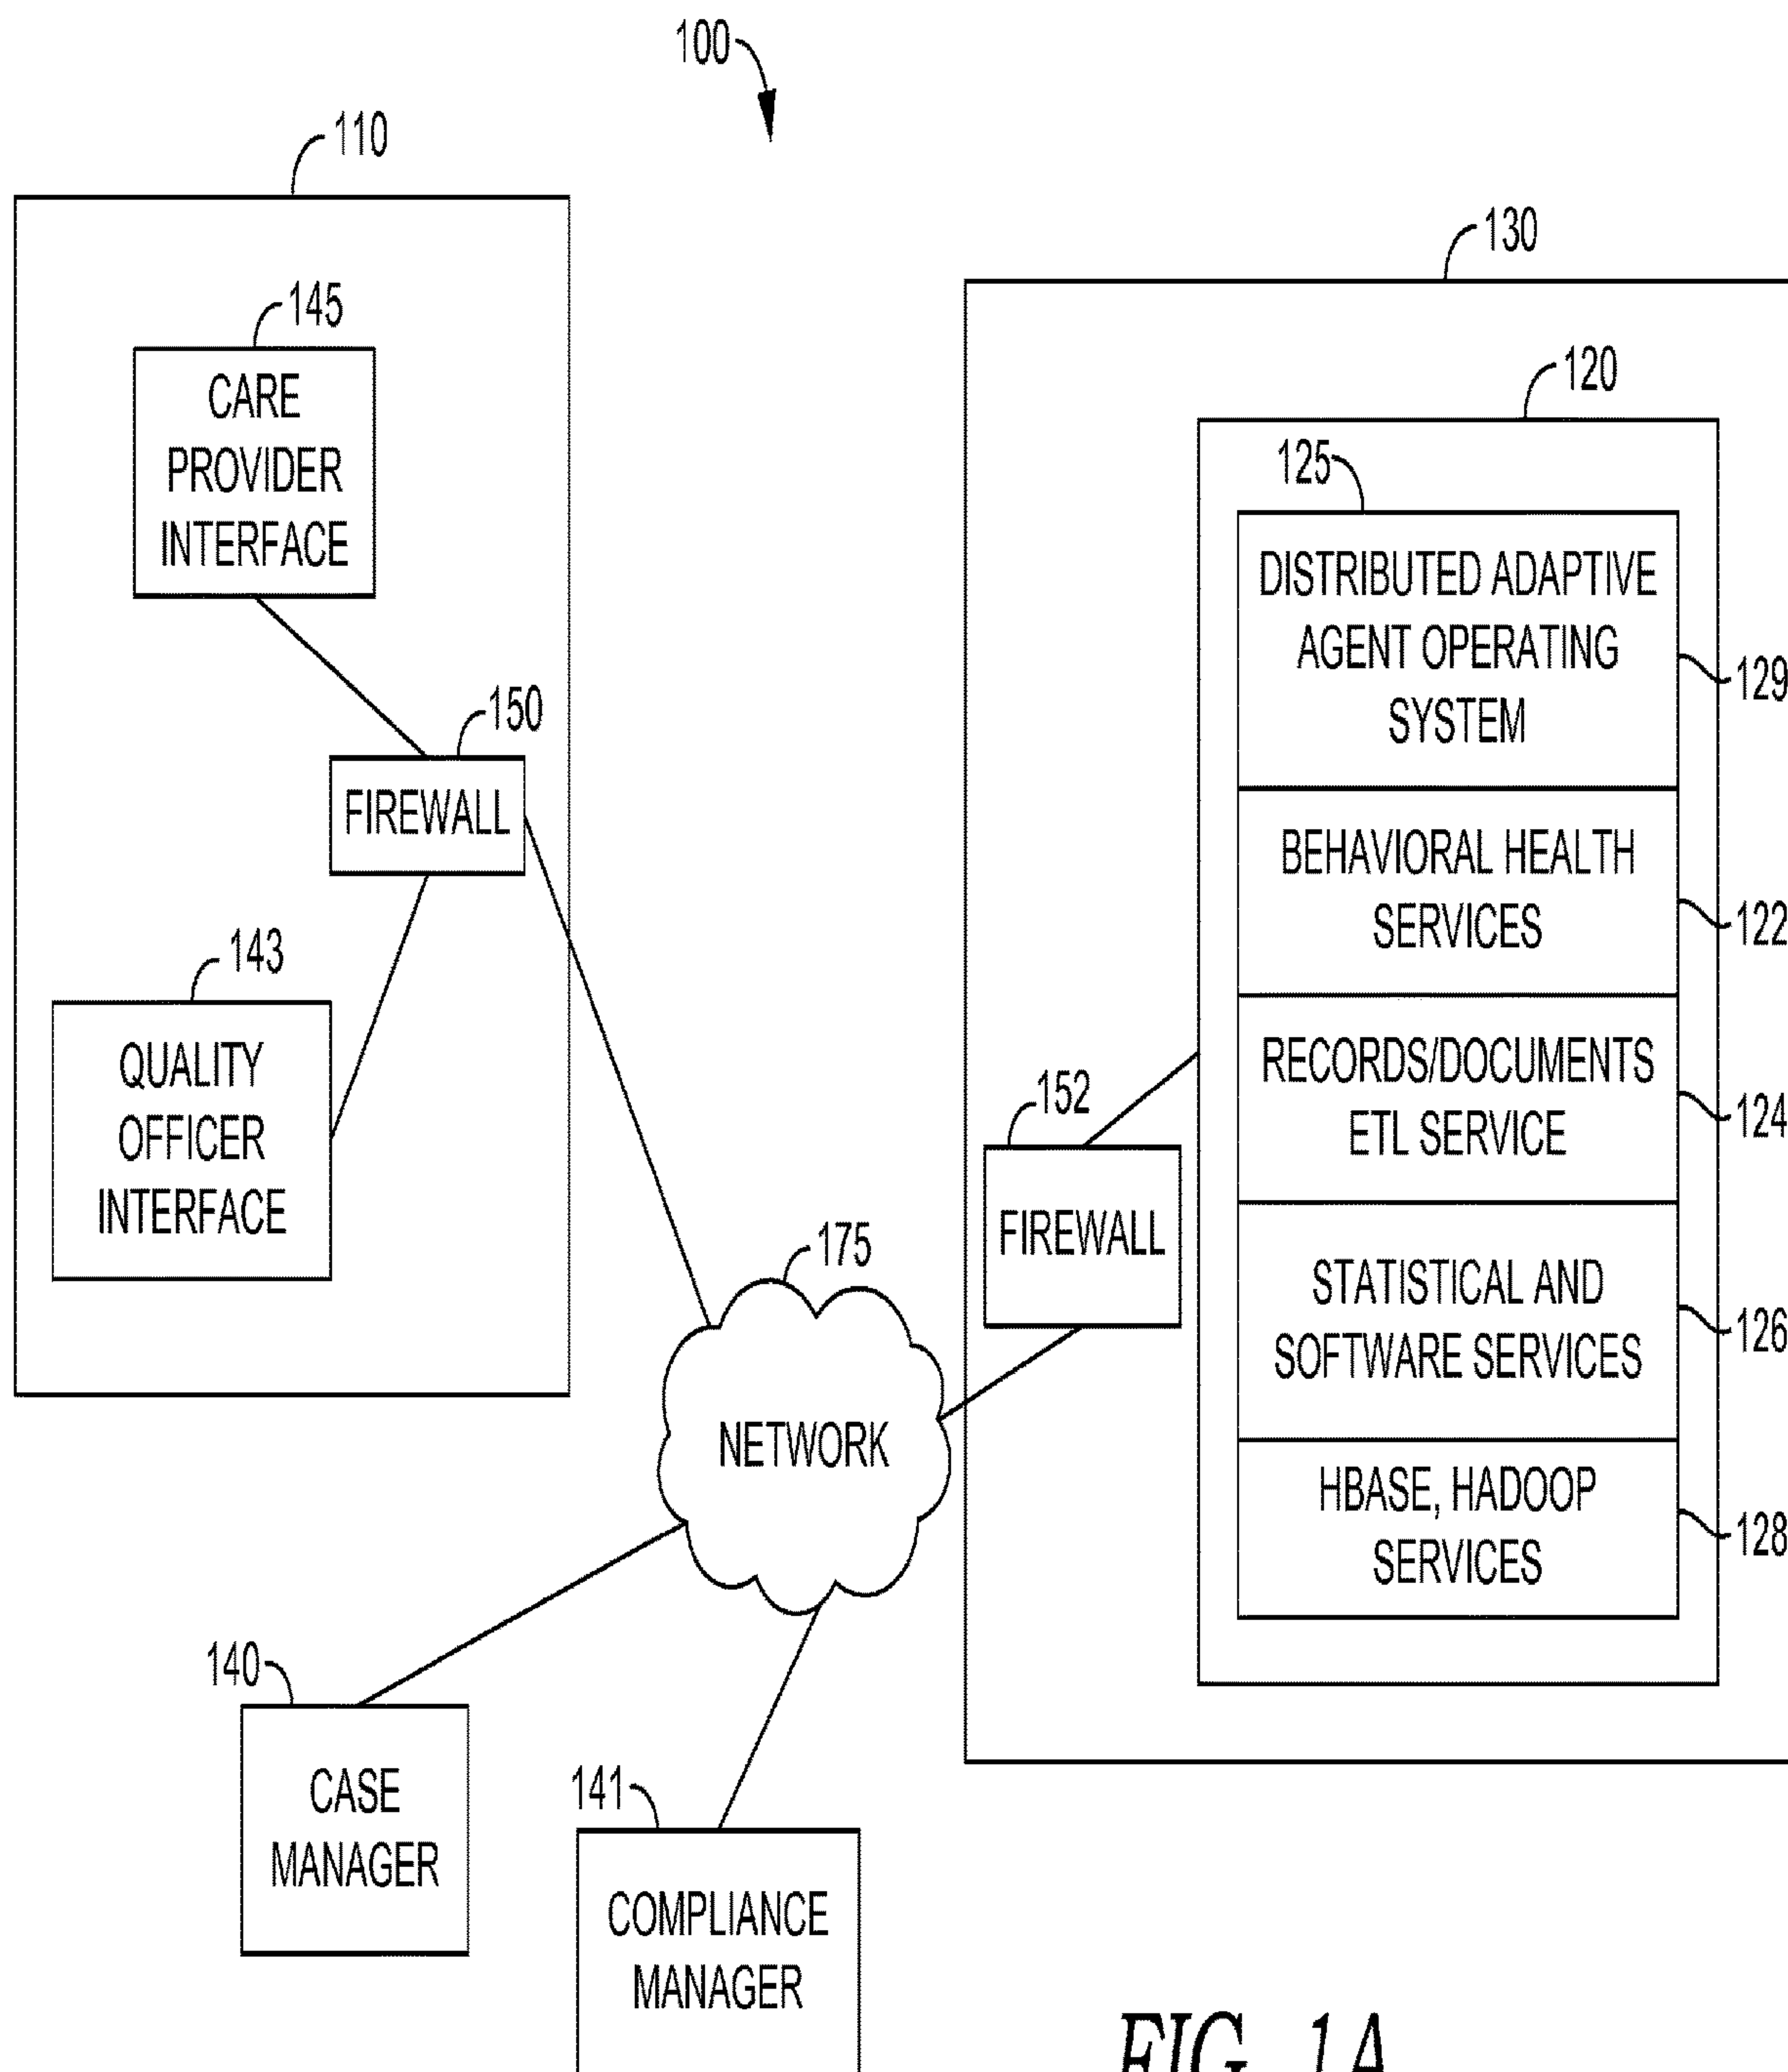 100
110
130
145
120
CARE
PROVIDER
INTERFACE
125
DISTRIBUTED ADAPTIVE
AGENT OPERATING
SYSTEM
129
150
FIREWALL
BEHAVIORAL HEALTH
SERVICES
122
143
QUALITY
OFFICER
INTERFACE
RECORDS/DOCUMENTS
ETL SERVICE
124
152
FIREWALL
175
NETWORK
STATISTICAL AND
SOFTWARE SERVICES
126
HBASE, HADOOP
SERVICES
128
140
CASE
MANAGER
141
COMPLIANCE
MANAGER
FIG. 1A